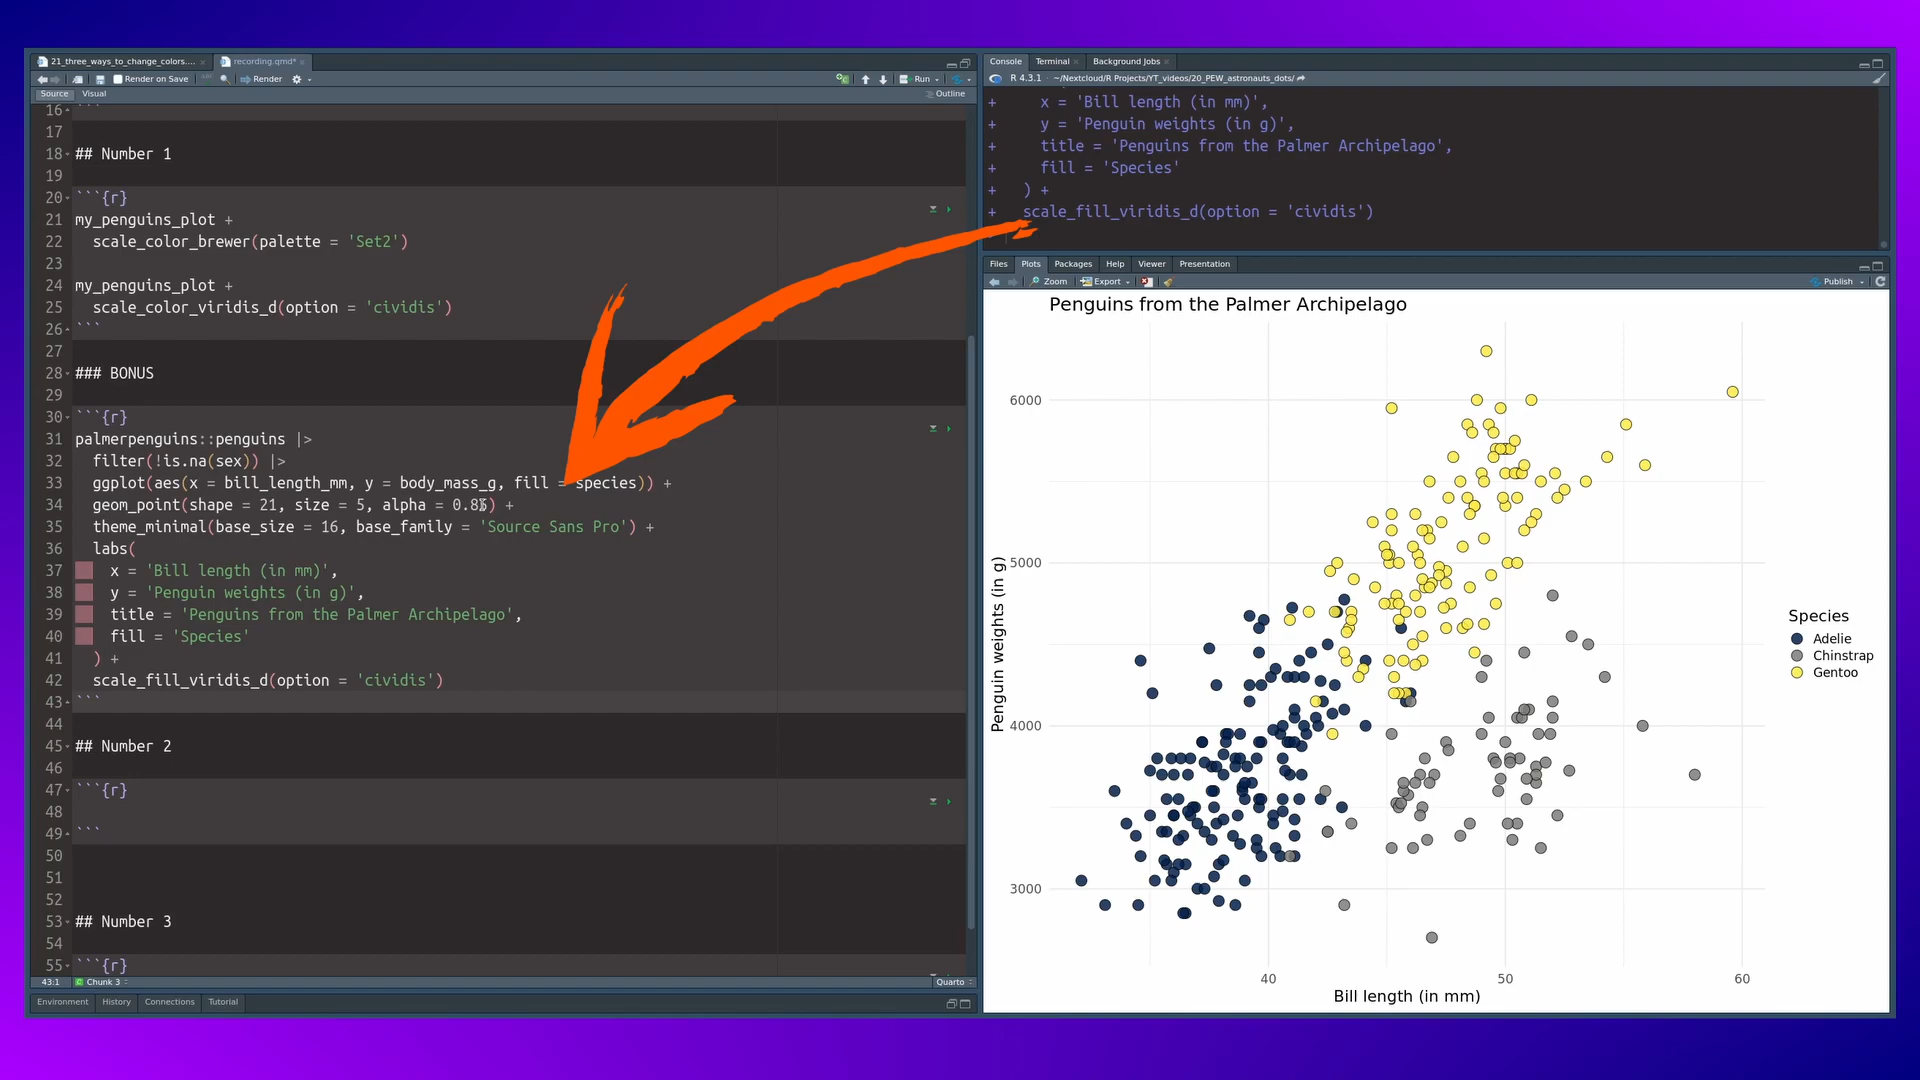 21_three_ways_to_change_colors.... ×
recording.qmd* ×
Render on Save
Render
Run
Source Visual
Outline
16
17
18 ## Number 1
19
20 ```{r}
21 my_penguins_plot +
22 scale_color_brewer(palette = 'Set2')
23
24 my_penguins_plot +
25 scale_color_viridis_d(option = 'cividis')
26 ```
27
28 ### BONUS
29
30 ```{r}
31 palmerpenguins::penguins |>
32 filter(!is.na(sex)) |>
33 ggplot(aes(x = bill_length_mm, y = body_mass_g, fill = species)) +
34 geom_point(shape = 21, size = 5, alpha = 0.85) +
35 theme_minimal(base_size = 16, base_family = 'Source Sans Pro') +
36 labs(
37 x = 'Bill length (in mm)',
38 y = 'Penguin weights (in g)',
39 title = 'Penguins from the Palmer Archipelago',
40 fill = 'Species'
41 ) +
42 scale_fill_viridis_d(option = 'cividis')
43 ```
44
45 ## Number 2
46
47 ```{r}
48
49 ```
50
51
52
53 ## Number 3
54
55 ```{r}
43:1 Chunk 3 Quarto
Environment History Connections Tutorial
Console Terminal × Background Jobs ×
R 4.3.1 · ~/Nextcloud/R Projects/YT_videos/20_PEW_astronauts_dots/
+ x = 'Bill length (in mm)',
+ y = 'Penguin weights (in g)',
+ title = 'Penguins from the Palmer Archipelago',
+ fill = 'Species'
+ ) +
+ scale_fill_viridis_d(option = 'cividis')
Files Plots Packages Help Viewer Presentation
Zoom Export Publish
Penguins from the Palmer Archipelago
6000
5000
4000
3000
Penguin weights (in g)
40 50 60
Bill length (in mm)
Species
Adelie
Chinstrap
Gentoo